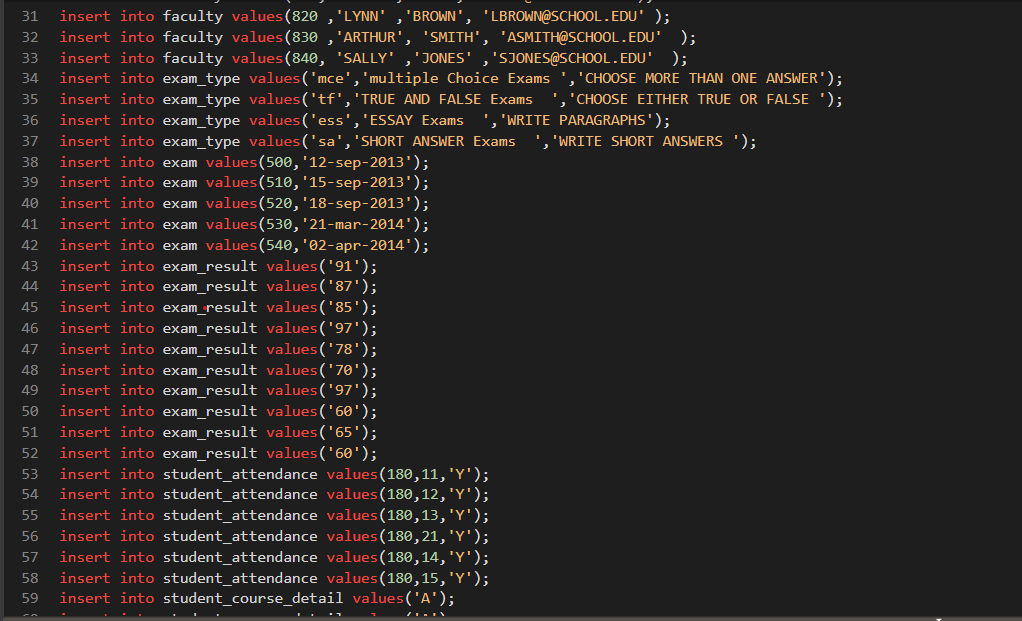 31 insert into faculty values(820 ,'LYNN' ,'BROWN', 'LBROWN@SCHOOL.EDU' );
32 insert into faculty values(830 ,'ARTHUR', 'SMITH', 'ASMITH@SCHOOL.EDU'  );
33 insert into faculty values(840, 'SALLY' ,'JONES' ,'SJONES@SCHOOL.EDU'  );
34 insert into exam_type values('mce','multiple Choice Exams ','CHOOSE MORE THAN ONE ANSWER');
35 insert into exam_type values('tf','TRUE AND FALSE Exams  ','CHOOSE EITHER TRUE OR FALSE ');
36 insert into exam_type values('ess','ESSAY Exams  ','WRITE PARAGRAPHS');
37 insert into exam_type values('sa','SHORT ANSWER Exams  ','WRITE SHORT ANSWERS ');
38 insert into exam values(500,'12-sep-2013');
39 insert into exam values(510,'15-sep-2013');
40 insert into exam values(520,'18-sep-2013');
41 insert into exam values(530,'21-mar-2014');
42 insert into exam values(540,'02-apr-2014');
43 insert into exam_result values('91');
44 insert into exam_result values('87');
45 insert into exam_result values('85');
46 insert into exam_result values('97');
47 insert into exam_result values('78');
48 insert into exam_result values('70');
49 insert into exam_result values('97');
50 insert into exam_result values('60');
51 insert into exam_result values('65');
52 insert into exam_result values('60');
53 insert into student_attendance values(180,11,'Y');
54 insert into student_attendance values(180,12,'Y');
55 insert into student_attendance values(180,13,'Y');
56 insert into student_attendance values(180,21,'Y');
57 insert into student_attendance values(180,14,'Y');
58 insert into student_attendance values(180,15,'Y');
59 insert into student_course_detail values('A');